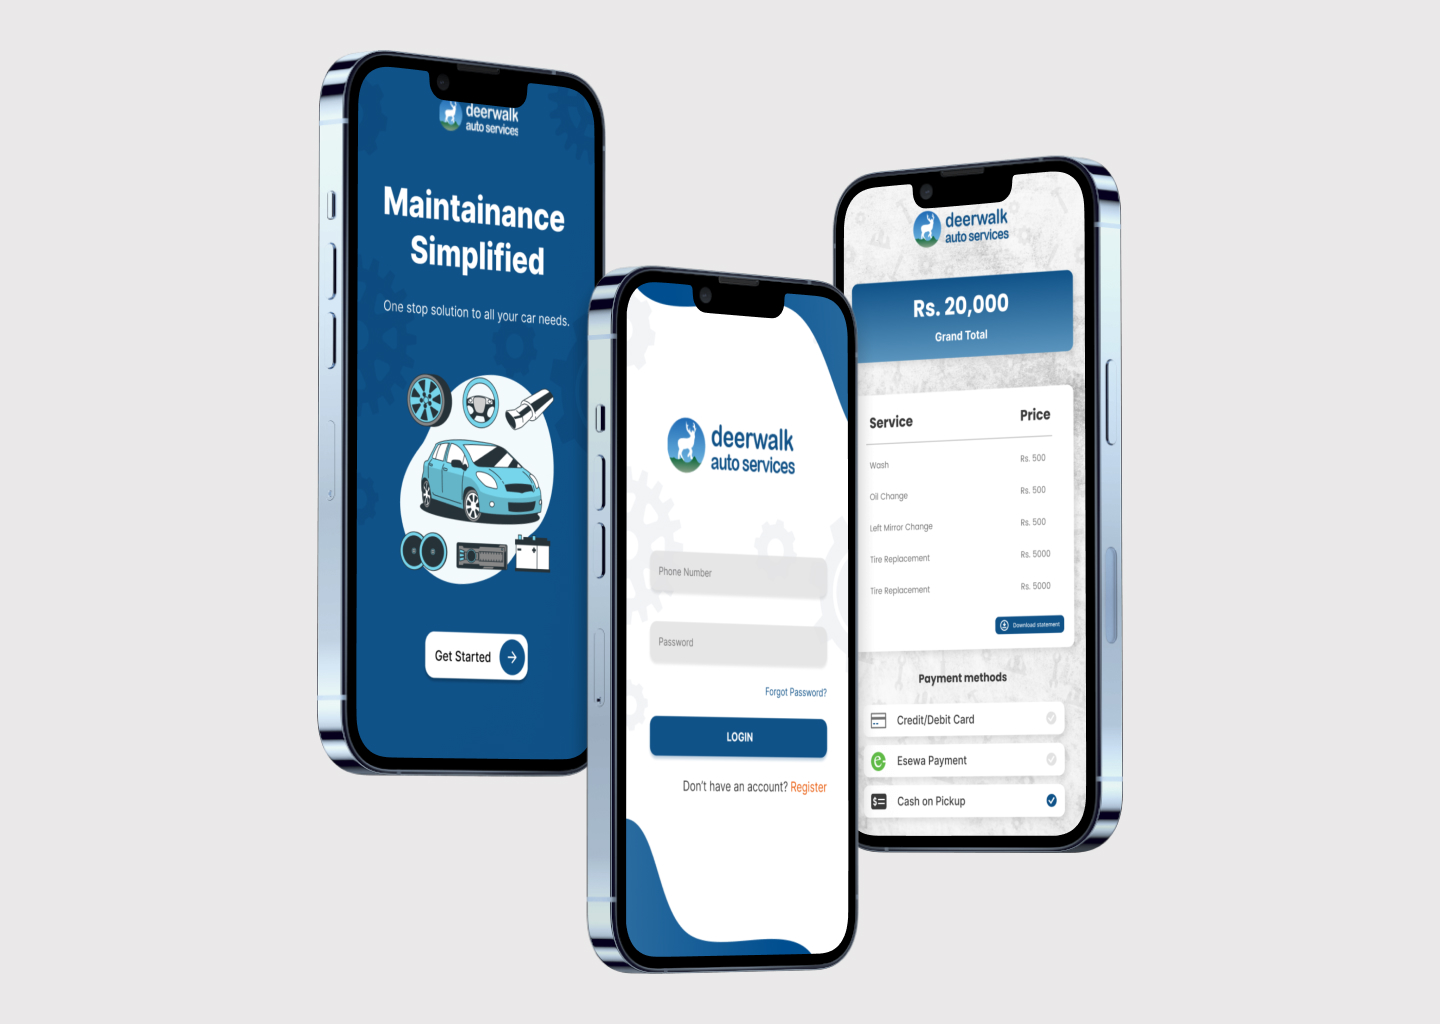 deerwalk
auto services
Maintainance
Simplified
One stop solution to all your car needs.
Get Started
deerwalk
auto services
Phone Number
Password
Forgot Password?
LOGIN
Don't have an account? Register
deerwalk
auto services
Rs. 20,000
Grand Total
Service Price
Wash Rs. 500
Oil Change Rs. 500
Left Mirror Change Rs. 500
Tire Replacement Rs. 5000
Tire Replacement Rs. 5000
Download statement
Payment methods
Credit/Debit Card
Esewa Payment
Cash on Pickup